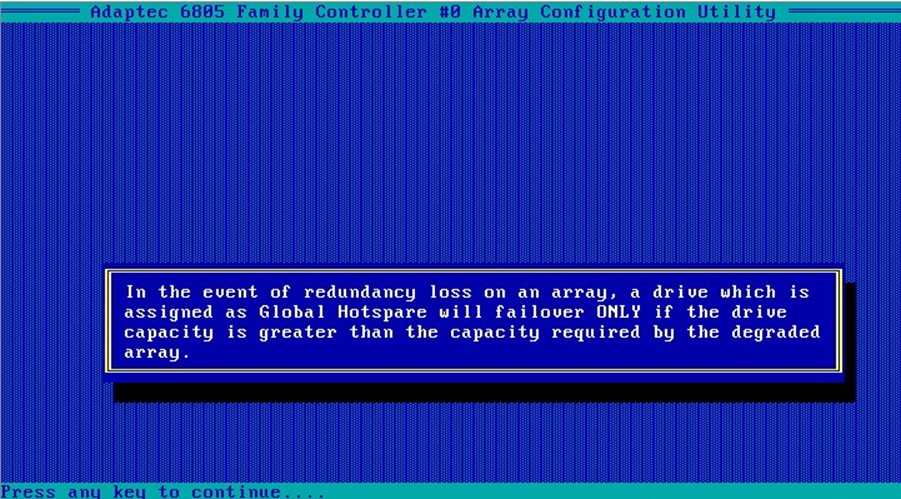 Adaptec 6805 Family Controller #0 Array Configuration Utility
In the event of redundancy loss on an array, a drive which is
assigned as Global Hotspare will failover ONLY if the drive
capacity is greater than the capacity required by the degraded
array.
Press any key to continue....